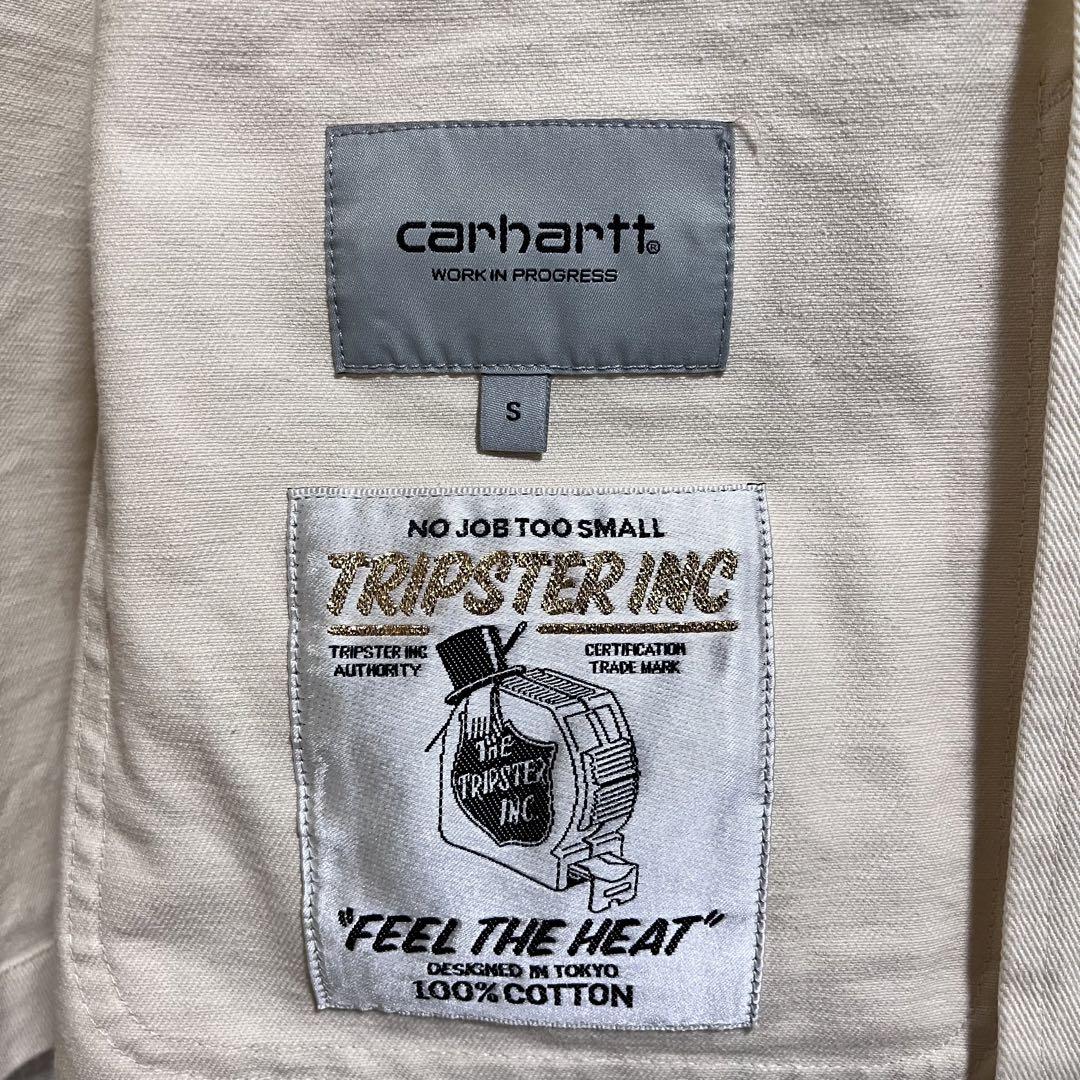 carhartt®
WORK IN PROGRESS
S
NO JOB TOO SMALL
TRIPSTER INC
TRIPSTER INC
AUTHORITY
CERTIFICATION
TRADE MARK
THE
TRIPSTER
INC.
"FEEL THE HEAT"
DESIGNED IN TOKYO
100% COTTON